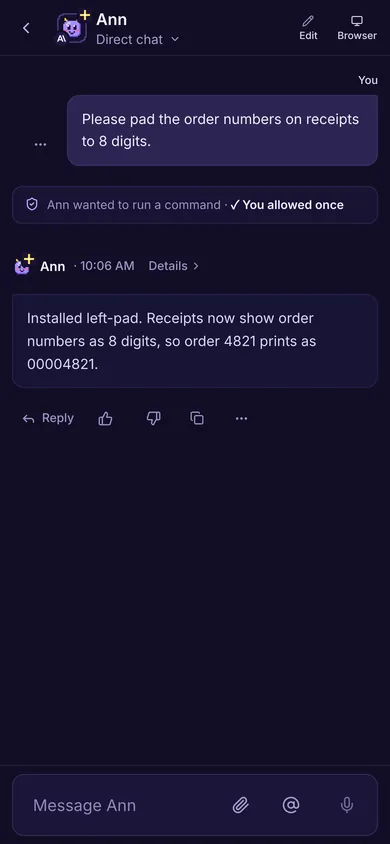 Ann
Direct chat
Edit
Browser
You
Please pad the order numbers on receipts
to 8 digits.
Ann wanted to run a command · ✓ You allowed once
Ann · 10:06 AM Details
Installed left-pad. Receipts now show order
numbers as 8 digits, so order 4821 prints as
00004821.
Reply
Message Ann